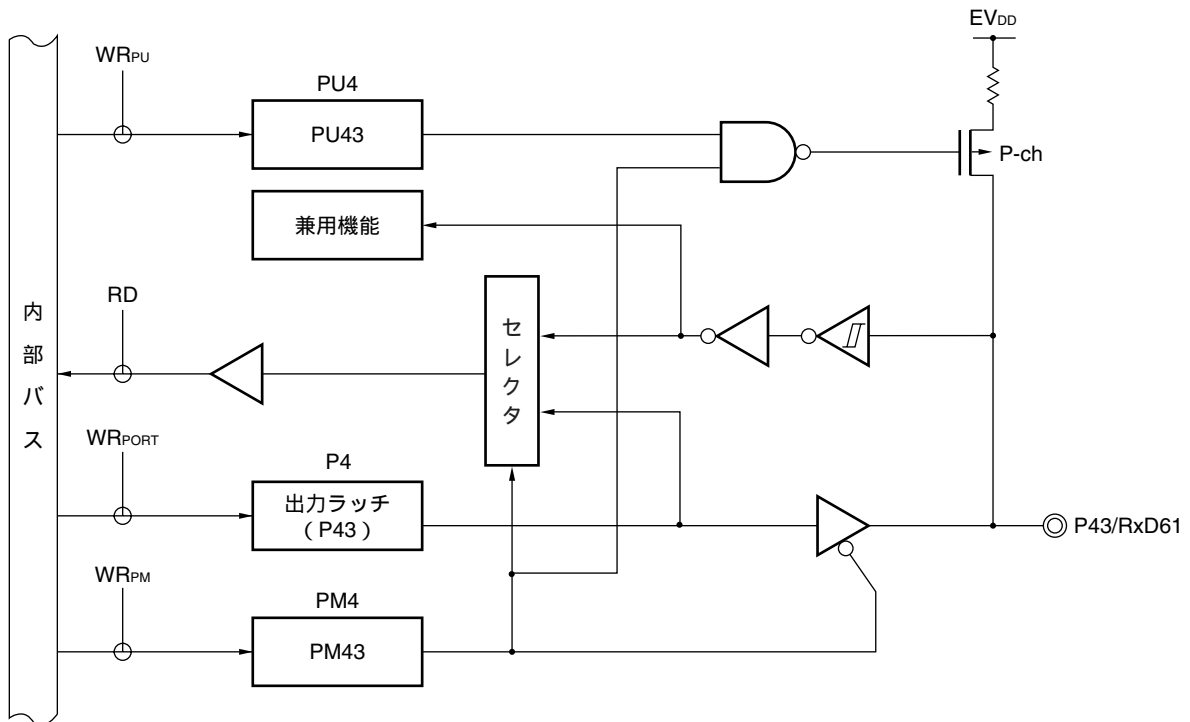 EVDD
WRPU
PU4
PU43
P-ch
兼用機能
RD
内部バス
セレクタ
WRPORT
P4
出力ラッチ
（P43）
P43/RxD61
WRPM
PM4
PM43